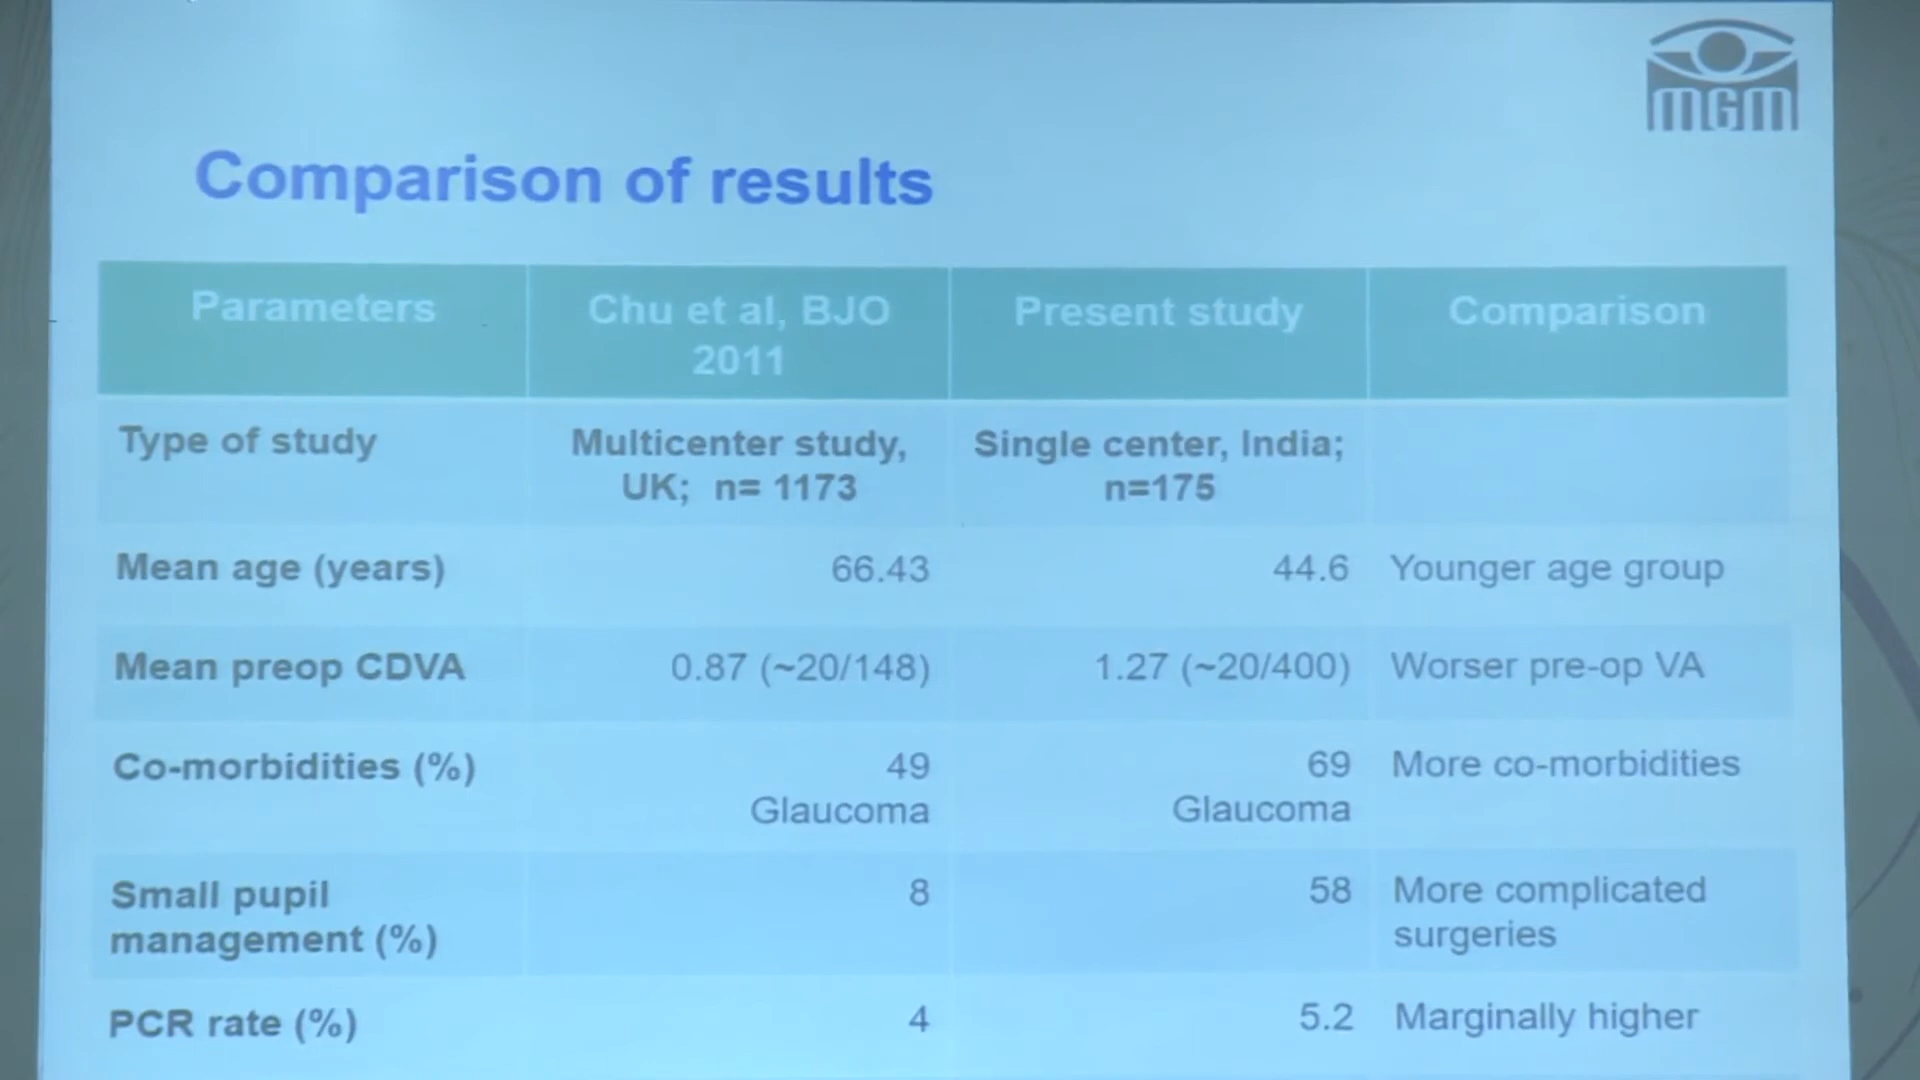 MGM
Comparison of results
Parameters
Chu et al, BJO
2011
Present study
Comparison
Type of study
Multicenter study,
UK; n= 1173
Single center, India;
n=175
Mean age (years)
66.43
44.6
Younger age group
Mean preop CDVA
0.87 (~20/148)
1.27 (~20/400)
Worser pre-op VA
Co-morbidities (%)
49
Glaucoma
69
Glaucoma
More co-morbidities
Small pupil
management (%)
8
58
More complicated
surgeries
PCR rate (%)
4
5.2
Marginally higher